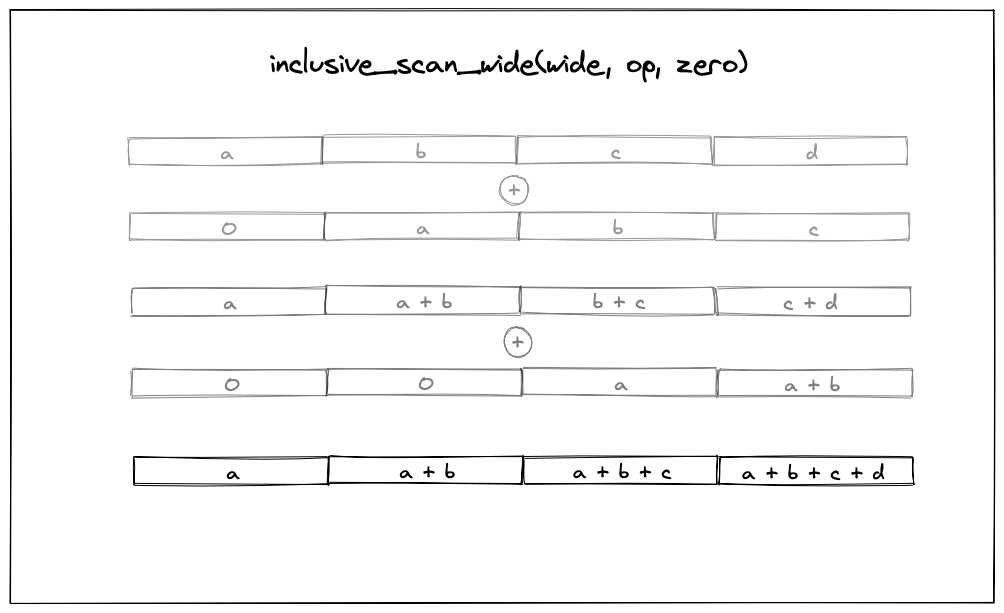 inclusive_scan_wide(wide, op, zero)
a b c d
+
0 a b c
a a + b b + c c + d
+
0 0 a a + b
a a + b a + b + c a + b + c + d